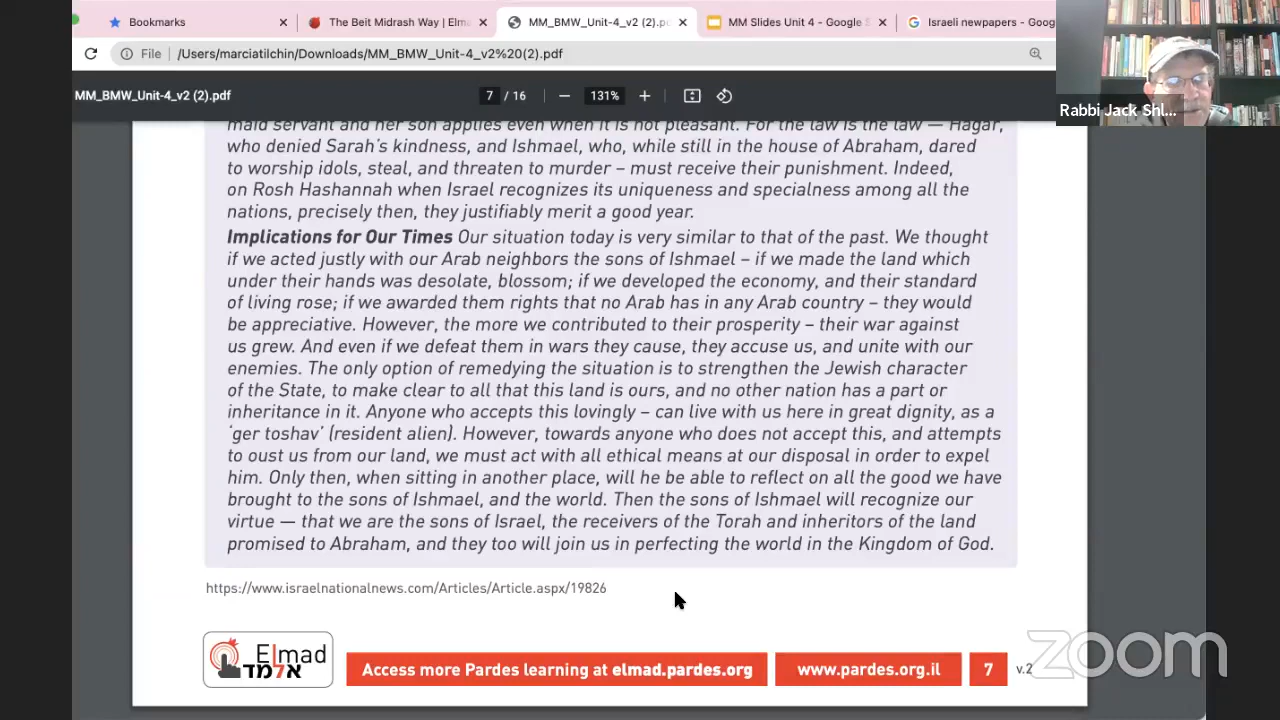 Bookmarks
The Beit Midrash Way | Elm
MM_BMW_Unit-4_v2 (2).p
MM Slides Unit 4 - Google
Israeli newpapers - Goog
File | /Users/marciatilchin/Downloads/MM_BMW_Unit-4_v2%20(2).pdf
MM_BMW_Unit-4_v2 (2).pdf
7 / 16
131%
Rabbi Jack Shl...
maid servant and her son applies even when it is not pleasant. For the law is the law — Hagar,
who denied Sarah's kindness, and Ishmael, who, while still in the house of Abraham, dared
to worship idols, steal, and threaten to murder – must receive their punishment. Indeed,
on Rosh Hashannah when Israel recognizes its uniqueness and specialness among all the
nations, precisely then, they justifiably merit a good year.
Implications for Our Times Our situation today is very similar to that of the past. We thought
if we acted justly with our Arab neighbors the sons of Ishmael – if we made the land which
under their hands was desolate, blossom; if we developed the economy, and their standard
of living rose; if we awarded them rights that no Arab has in any Arab country – they would
be appreciative. However, the more we contributed to their prosperity – their war against
us grew. And even if we defeat them in wars they cause, they accuse us, and unite with our
enemies. The only option of remedying the situation is to strengthen the Jewish character
of the State, to make clear to all that this land is ours, and no other nation has a part or
inheritance in it. Anyone who accepts this lovingly – can live with us here in great dignity, as a
‘ger toshav’ (resident alien). However, towards anyone who does not accept this, and attempts
to oust us from our land, we must act with all ethical means at our disposal in order to expel
him. Only then, when sitting in another place, will he be able to reflect on all the good we have
brought to the sons of Ishmael, and the world. Then the sons of Ishmael will recognize our
virtue — that we are the sons of Israel, the receivers of the Torah and inheritors of the land
promised to Abraham, and they too will join us in perfecting the world in the Kingdom of God.
https://www.israelnationalnews.com/Articles/Article.aspx/19826
Elmad
אלמד
Access more Pardes learning at elmad.pardes.org
www.pardes.org.il
7
v.2
zoom